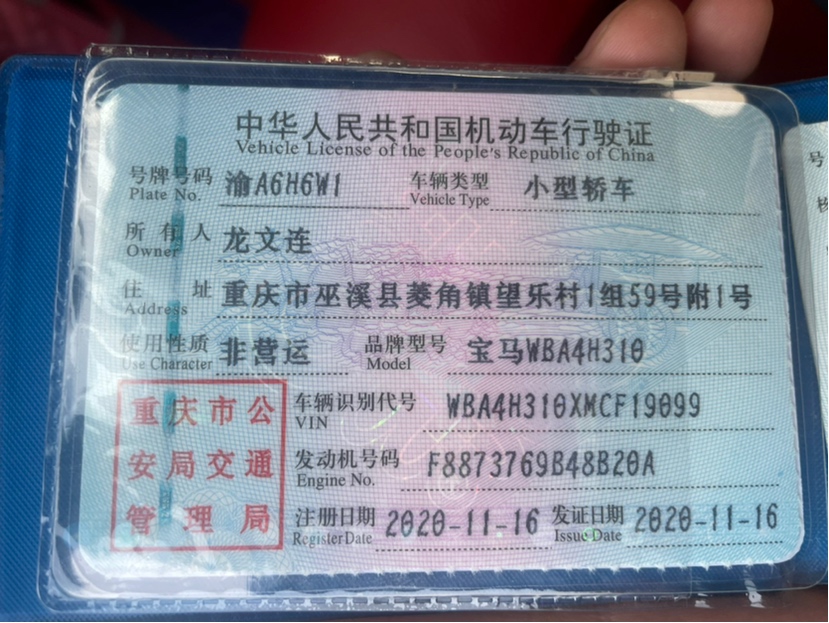 中华人民共和国机动车行驶证
Vehicle License of the People's Republic of China
号牌号码 渝A6H6W1 车辆类型 小型轿车
Plate No. Vehicle Type
所有人 龙文连
Owner
住址 重庆市巫溪县菱角镇望乐村1组59号附1号
Address
使用性质 非营运 品牌型号 宝马WBA4H310
Use Character Model
重庆市公安局交通管理局
车辆识别代号 WBA4H310XMCF19099
VIN
发动机号码 F8873769B48B20A
Engine No.
注册日期 2020-11-16 发证日期 2020-11-16
Register Date Issue Date
号